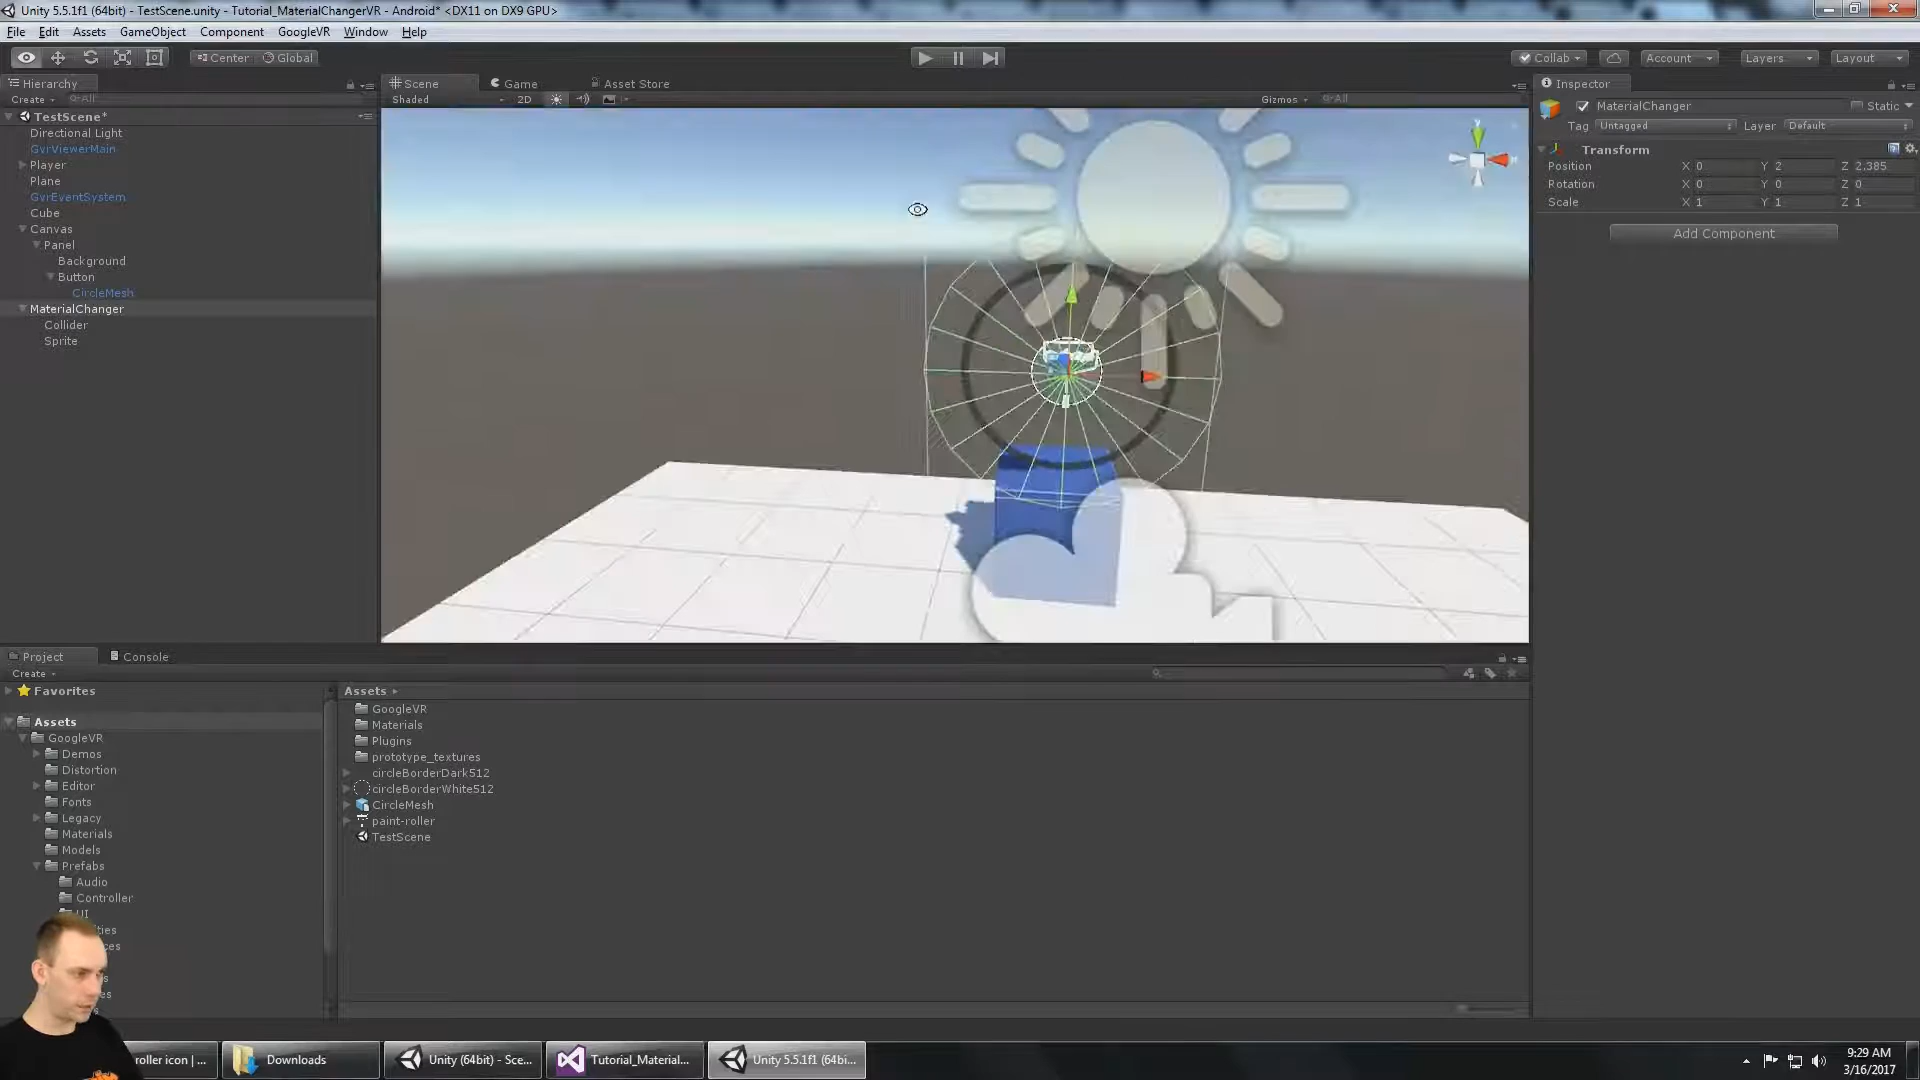 Unity 5.5.1f1 (64bit) - TestScene.unity - Tutorial_MaterialChangerVR - Android* <DX11 on DX9 GPU>
File Edit Assets GameObject Component GoogleVR Window Help
Center Global Collab Account Layers Layout
Hierarchy
Create All
TestScene*
Directional Light
GvrViewerMain
Player
Plane
GvrEventSystem
Cube
Canvas
Panel
Background
Button
CircleMesh
MaterialChanger
Collider
Sprite
Scene Game Asset Store
Shaded 2D Gizmos All
Inspector
MaterialChanger Static
Tag Untagged Layer Default
Transform
Position X 0 Y 2 Z 2.385
Rotation X 0 Y 0 Z 0
Scale X 1 Y 1 Z 1
Add Component
Project Console
Create
Favorites
Assets
GoogleVR
Demos
Distortion
Editor
Fonts
Legacy
Materials
Models
Prefabs
Audio
Controller
UI
Assets
GoogleVR
Materials
Plugins
prototype_textures
circleBorderDark512
circleBorderWhite512
CircleMesh
paint-roller
TestScene
roller icon | ...
Downloads
Unity (64bit) - Sce...
Tutorial_Material...
Unity 5.5.1f1 (64bi...
9:29 AM
3/16/2017